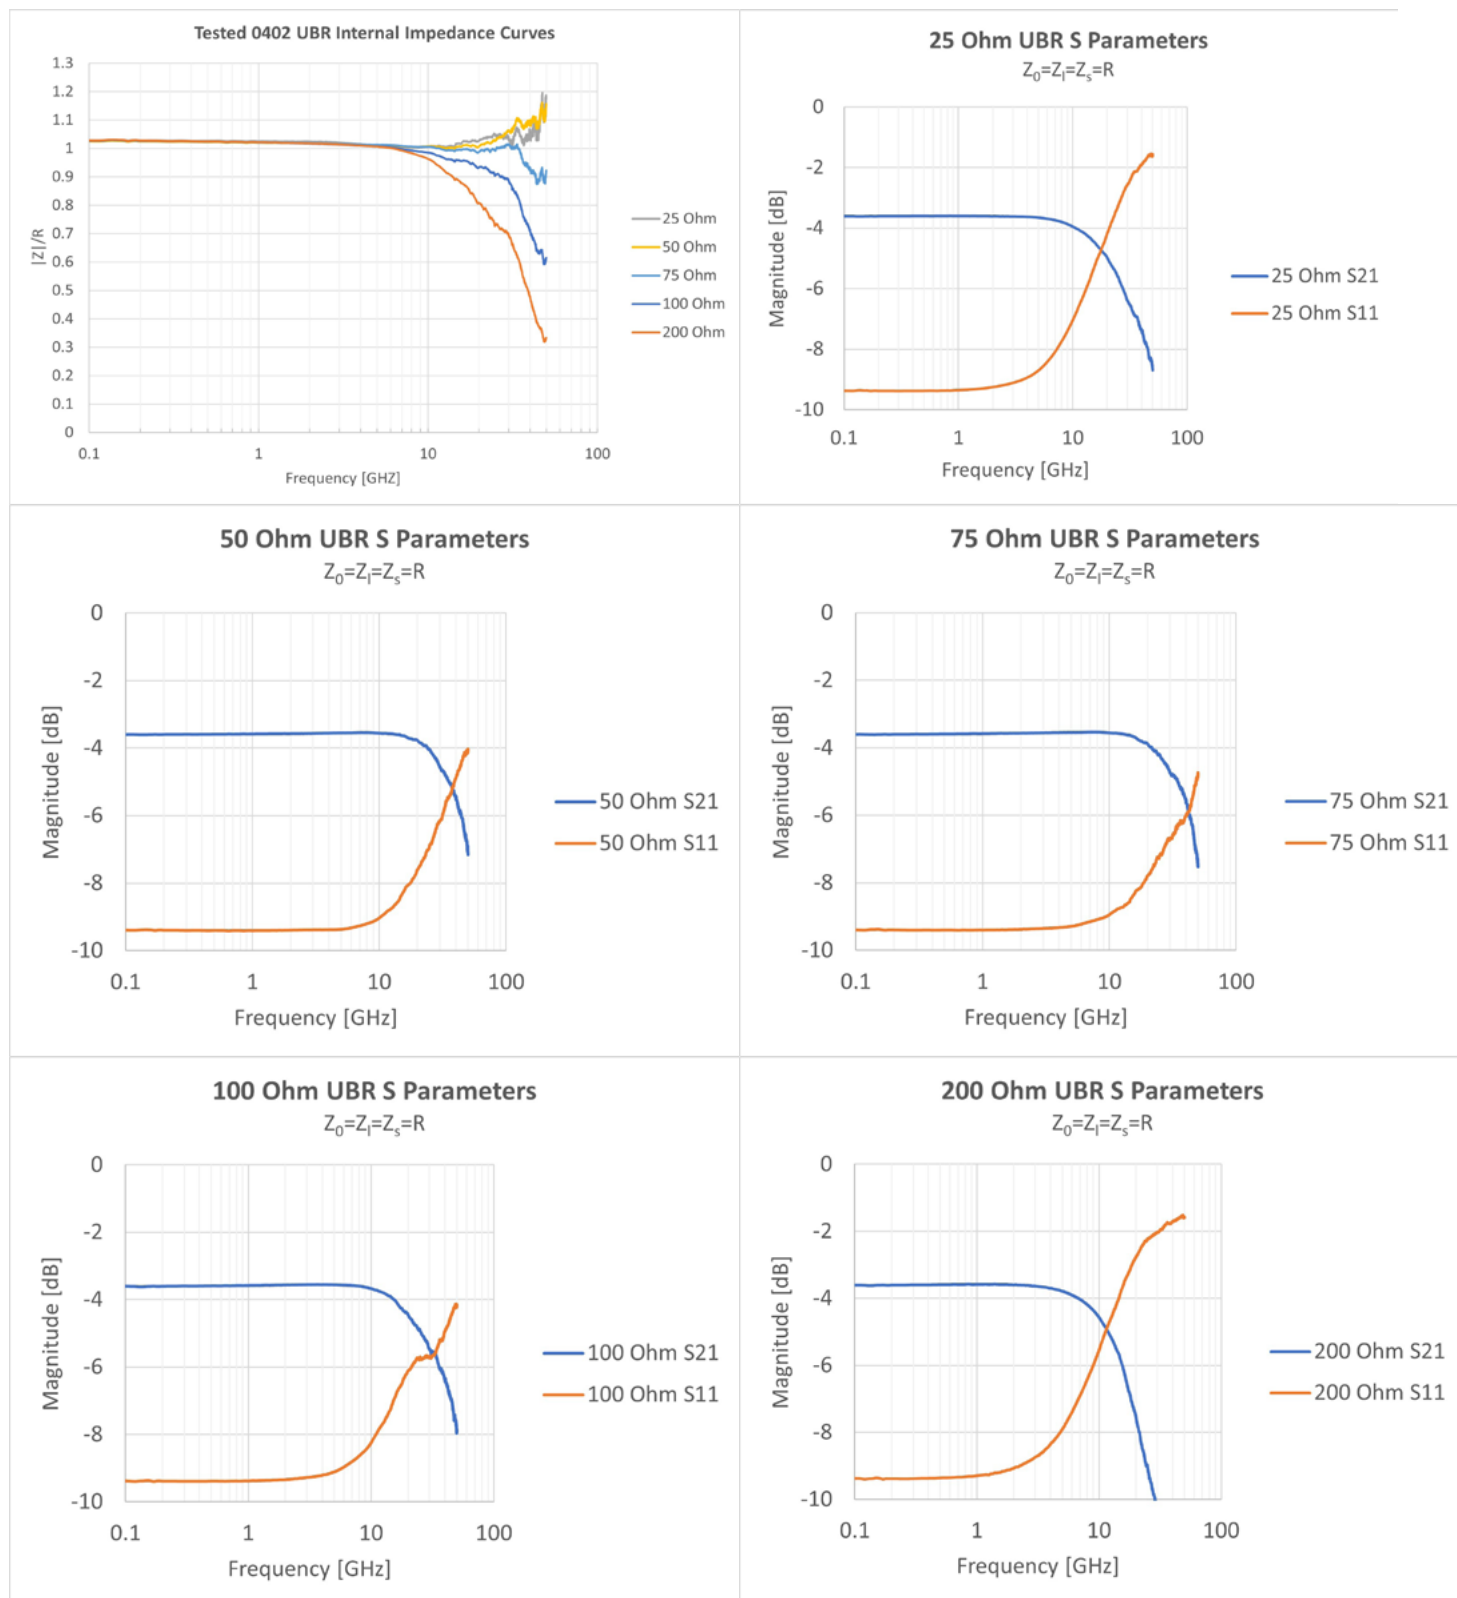 Tested 0402 UBR Internal Impedance Curves
1.3
1.2
1.1
1
0.9
0.8
0.7
0.6
0.5
0.4
0.3
0.2
0.1
0
|Z|/R
0.1
1
10
100
Frequency [GHZ]
25 Ohm
50 Ohm
75 Ohm
100 Ohm
200 Ohm
25 Ohm UBR S Parameters
Z₀=Zₗ=Zₛ=R
0
-2
-4
-6
-8
-10
Magnitude [dB]
0.1
1
10
100
Frequency [GHz]
25 Ohm S21
25 Ohm S11
50 Ohm UBR S Parameters
Z₀=Zₗ=Zₛ=R
0
-2
-4
-6
-8
-10
Magnitude [dB]
0.1
1
10
100
Frequency [GHz]
50 Ohm S21
50 Ohm S11
75 Ohm UBR S Parameters
Z₀=Zₗ=Zₛ=R
0
-2
-4
-6
-8
-10
Magnitude [dB]
0.1
1
10
100
Frequency [GHz]
75 Ohm S21
75 Ohm S11
100 Ohm UBR S Parameters
Z₀=Zₗ=Zₛ=R
0
-2
-4
-6
-8
-10
Magnitude [dB]
0.1
1
10
100
Frequency [GHz]
100 Ohm S21
100 Ohm S11
200 Ohm UBR S Parameters
Z₀=Zₗ=Zₛ=R
0
-2
-4
-6
-8
-10
Magnitude [dB]
0.1
1
10
100
Frequency [GHz]
200 Ohm S21
200 Ohm S11